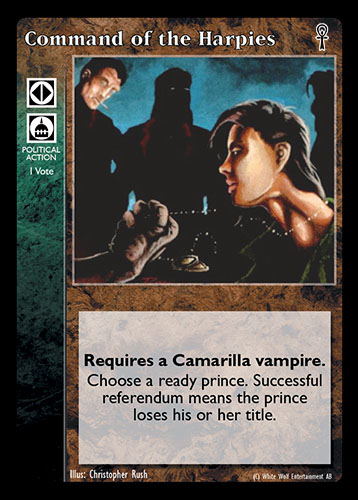 Command of the Harpies
POLITICAL
ACTION
1 Vote
Requires a Camarilla vampire.
Choose a ready prince. Successful
referendum means the prince
loses his or her title.
Illus: Christopher Rush
(C) White Wolf Entertainment AB